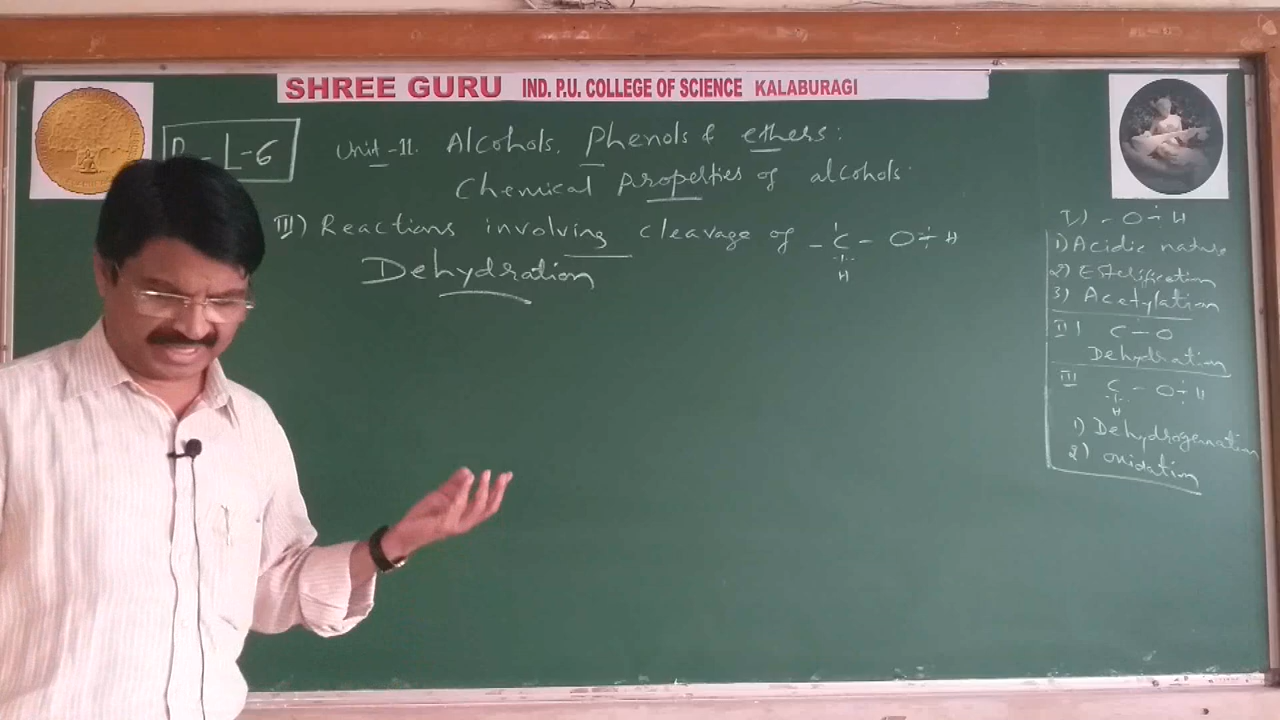 SHREE GURU IND. P.U. COLLEGE OF SCIENCE KALABURAGI
L-6
Unit-11. Alcohols, Phenols & ethers:
Chemical Properties of alcohols.
III) Reactions involving cleavage of - C - O H
H
Dehydration
I) - O H
1) Acidic nature
2) Esterification
3) Acetylation
II) C - O
Dehydration
III C - O H
H
1) Dehydrogenation
2) Oxidation